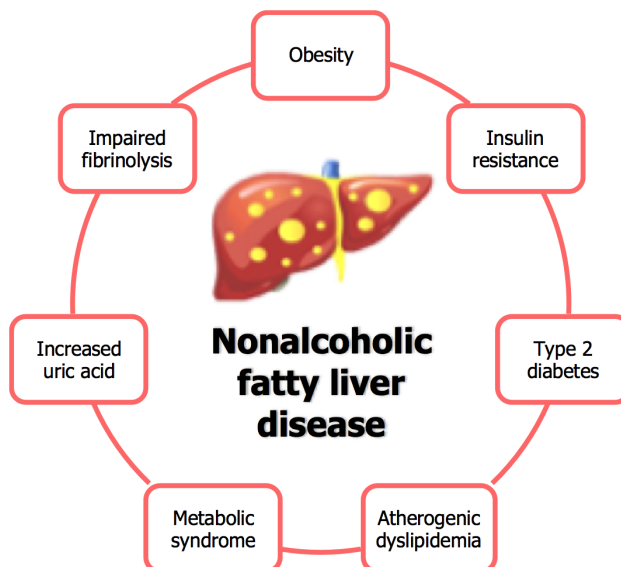 Obesity
Insulin
resistance
Type 2
diabetes
Atherogenic
dyslipidemia
Metabolic
syndrome
Increased
uric acid
Impaired
fibrinolysis
Nonalcoholic
fatty liver
disease